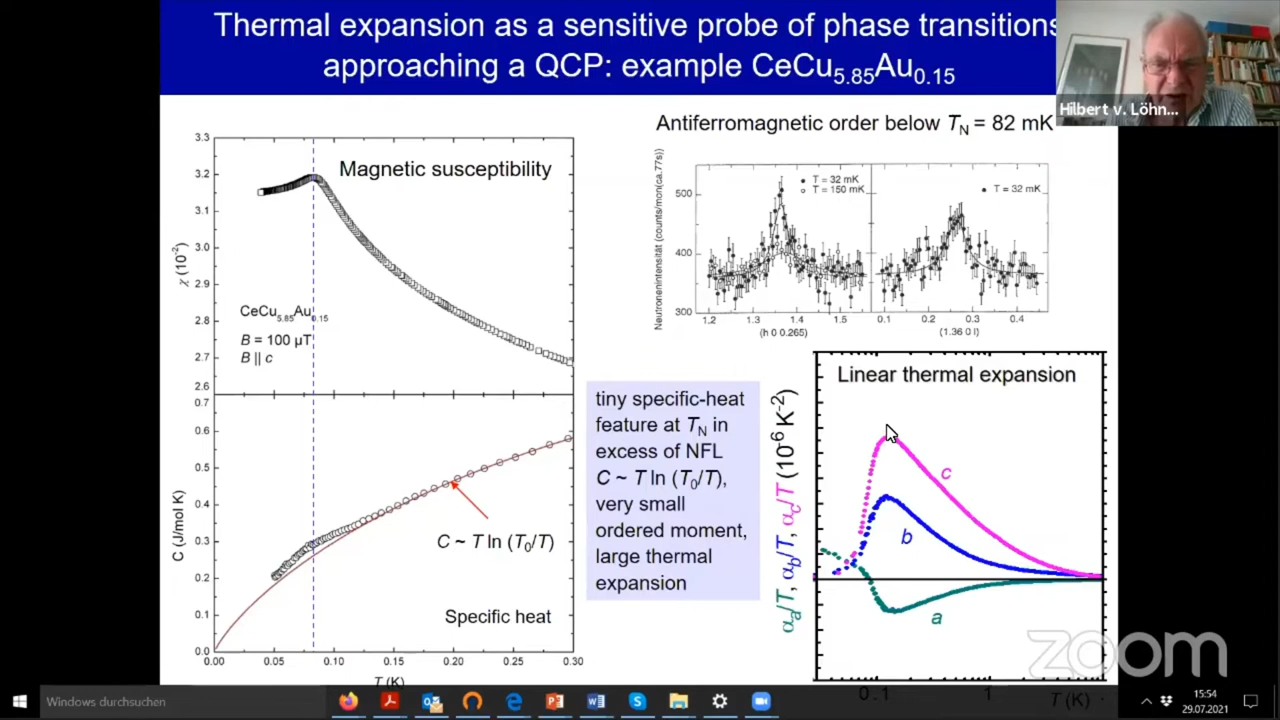 Thermal expansion as a sensitive probe of phase transitions
approaching a QCP: example CeCu5.85Au0.15
Hilbert v. Löhn...
Antiferromagnetic order below TN = 82 mK
3.3
3.2
3.1
3.0
2.9
2.8
2.7
2.6
χ (10-2)
Magnetic susceptibility
CeCu5.85Au0.15
B = 100 µT
B || c
0.7
0.6
0.5
0.4
0.3
0.2
0.1
0.0
C (J/mol K)
C ~ T ln (T0/T)
Specific heat
0.00 0.05 0.10 0.15 0.20 0.25 0.30
T (K)
Neutronenintensität (counts/mon(ca.77s))
500
400
300
T = 32 mK
T = 150 mK
T = 32 mK
1.2 1.3 1.4 1.5 0.1 0.2 0.3 0.4
(h 0 0.265) (1.36 0 l)
tiny specific-heat
feature at TN in
excess of NFL
C ~ T ln (T0/T),
very small
ordered moment,
large thermal
expansion
Linear thermal expansion
αa/T, αb/T, αc/T (10-6 K-2)
c
b
a
0.1 1 T (K)
zoom
Windows durchsuchen
15:54
29.07.2021